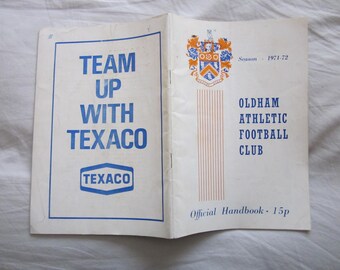 TEAM
UP
WITH
TEXACO
TEXACO
Season - 1971-72
OLDHAM
ATHLETIC
FOOTBALL
CLUB
Official Handbook - 15p